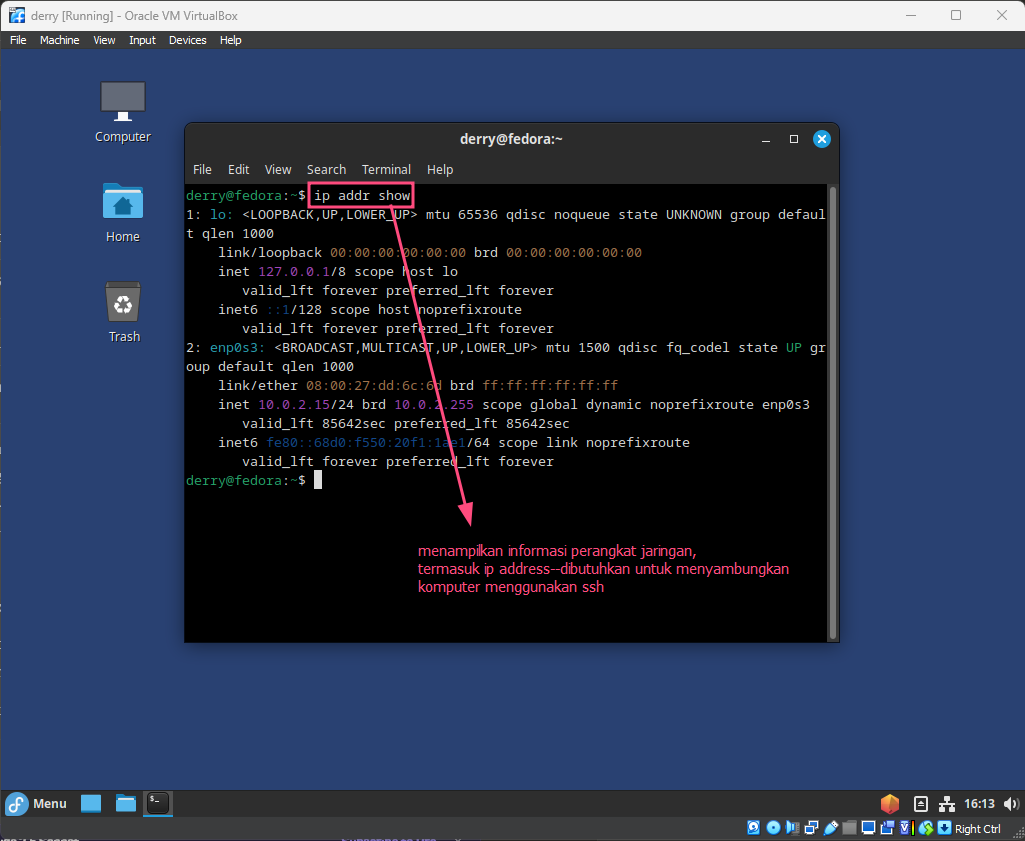 derry [Running] - Oracle VM VirtualBox
File Machine View Input Devices Help
Computer
Home
Trash
derry@fedora:~
File Edit View Search Terminal Help
derry@fedora:~$ ip addr show
1: lo: <LOOPBACK,UP,LOWER_UP> mtu 65536 qdisc noqueue state UNKNOWN group defaul
t qlen 1000
link/loopback 00:00:00:00:00:00 brd 00:00:00:00:00:00
inet 127.0.0.1/8 scope host lo
valid_lft forever preferred_lft forever
inet6 ::1/128 scope host noprefixroute
valid_lft forever preferred_lft forever
2: enp0s3: <BROADCAST,MULTICAST,UP,LOWER_UP> mtu 1500 qdisc fq_codel state UP gr
oup default qlen 1000
link/ether 08:00:27:dd:6c:6d brd ff:ff:ff:ff:ff:ff
inet 10.0.2.15/24 brd 10.0.2.255 scope global dynamic noprefixroute enp0s3
valid_lft 85642sec preferred_lft 85642sec
inet6 fe80::68d0:f550:20f1:1ae1/64 scope link noprefixroute
valid_lft forever preferred_lft forever
derry@fedora:~$
menampilkan informasi perangkat jaringan,
termasuk ip address--dibutuhkan untuk menyambungkan
komputer menggunakan ssh
Menu
16:13
Right Ctrl